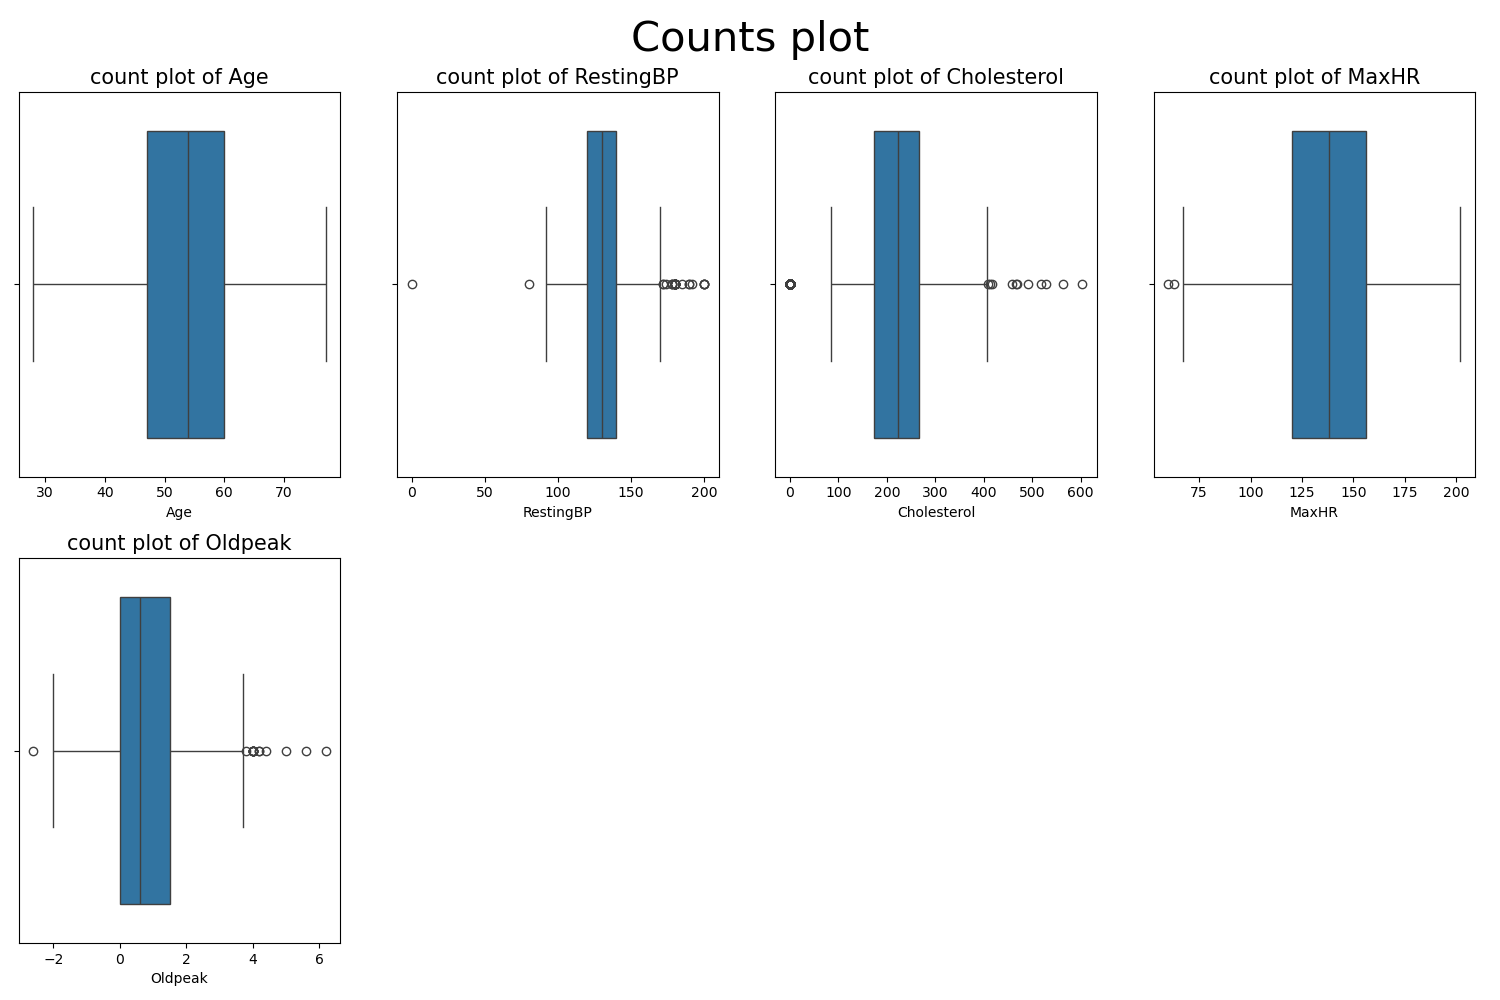 Counts plot
count plot of Age
count plot of RestingBP
count plot of Cholesterol
count plot of MaxHR
30 40 50 60 70
0 50 100 150 200
0 100 200 300 400 500 600
75 100 125 150 175 200
Age
RestingBP
Cholesterol
MaxHR
count plot of Oldpeak
−2 0 2 4 6
Oldpeak